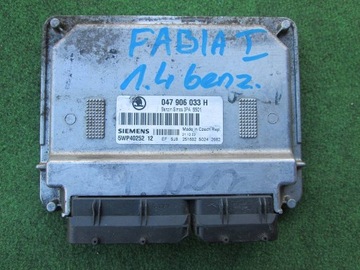 FABIA I
1.4 benz.
047 906 033 H
SIEMENS
Made in Czech Rep.
5WP40252 12